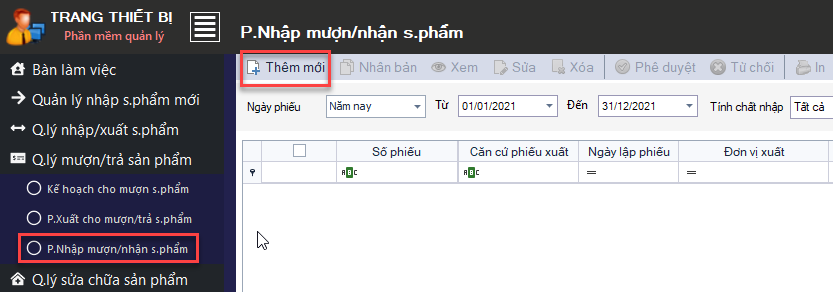 TRANG THIẾT BỊ
Phần mềm quản lý
P.Nhập mượn/nhận s.phẩm
Thêm mới Nhân bản Xem Sửa Xóa Phê duyệt Từ chối In
Bàn làm việc
Quản lý nhập s.phẩm mới
Q.lý nhập/xuất s.phẩm
Q.lý mượn/trả sản phẩm
Kế hoạch cho mượn s.phẩm
P.Xuất cho mượn/trả s.phẩm
P.Nhập mượn/nhận s.phẩm
Q.lý sửa chữa sản phẩm
Ngày phiếu Năm nay Từ 01/01/2021 Đến 31/12/2021 Tính chất nhập Tất cả
Số phiếu Căn cứ phiếu xuất Ngày lập phiếu Đơn vị xuất
ABC ABC = =